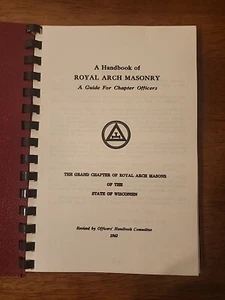 A Handbook of
ROYAL ARCH MASONRY
A Guide For Chapter Officers
THE GRAND CHAPTER OF ROYAL ARCH MASONS
OF THE
STATE OF WISCONSIN
Revised by Officers' Handbook Committee